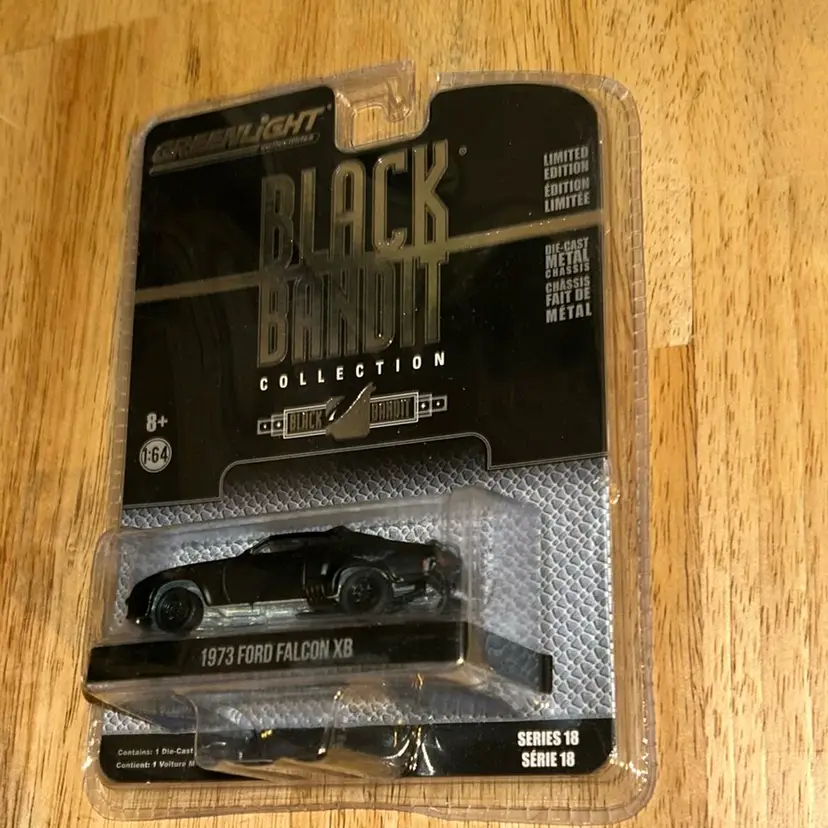 GREENLiGHT
BLACK
BANDIT
COLLECTION
BLACK BANDIT
LIMITED
EDITION
ÉDITION
LIMITÉE
DIE-CAST
METAL
CHASSIS
CHÂSSIS
FAIT DE
MÉTAL
8+
1:64
1973 FORD FALCON XB
Contains: 1 Die-Cast
Contient: 1 Voiture M
SERIES 18
SÉRIE 18